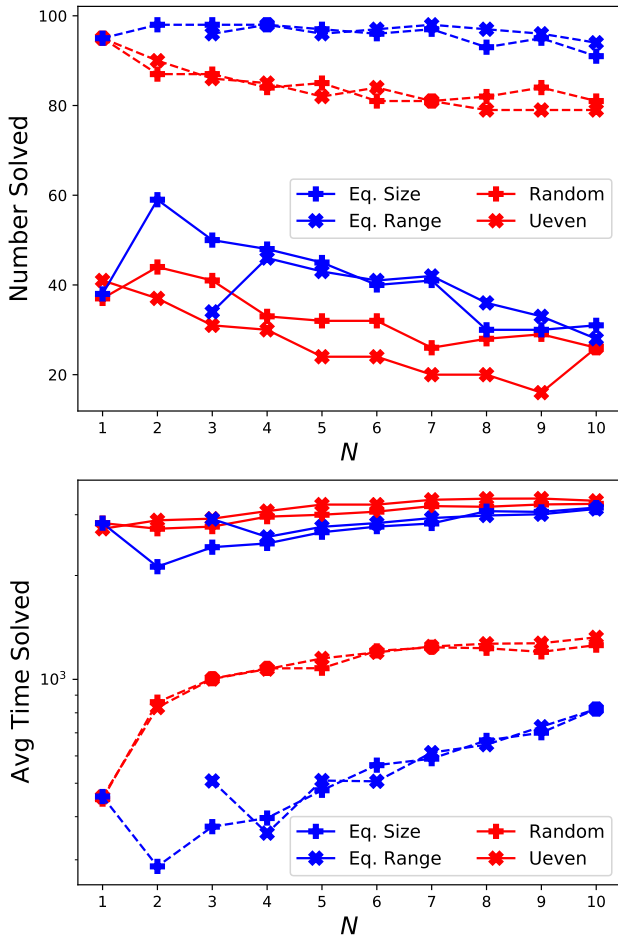 100
80
60
40
20
Number Solved
Eq. Size
Eq. Range
Random
Ueven
1 2 3 4 5 6 7 8 9 10
N
10³
Avg Time Solved
Eq. Size
Eq. Range
Random
Ueven
1 2 3 4 5 6 7 8 9 10
N